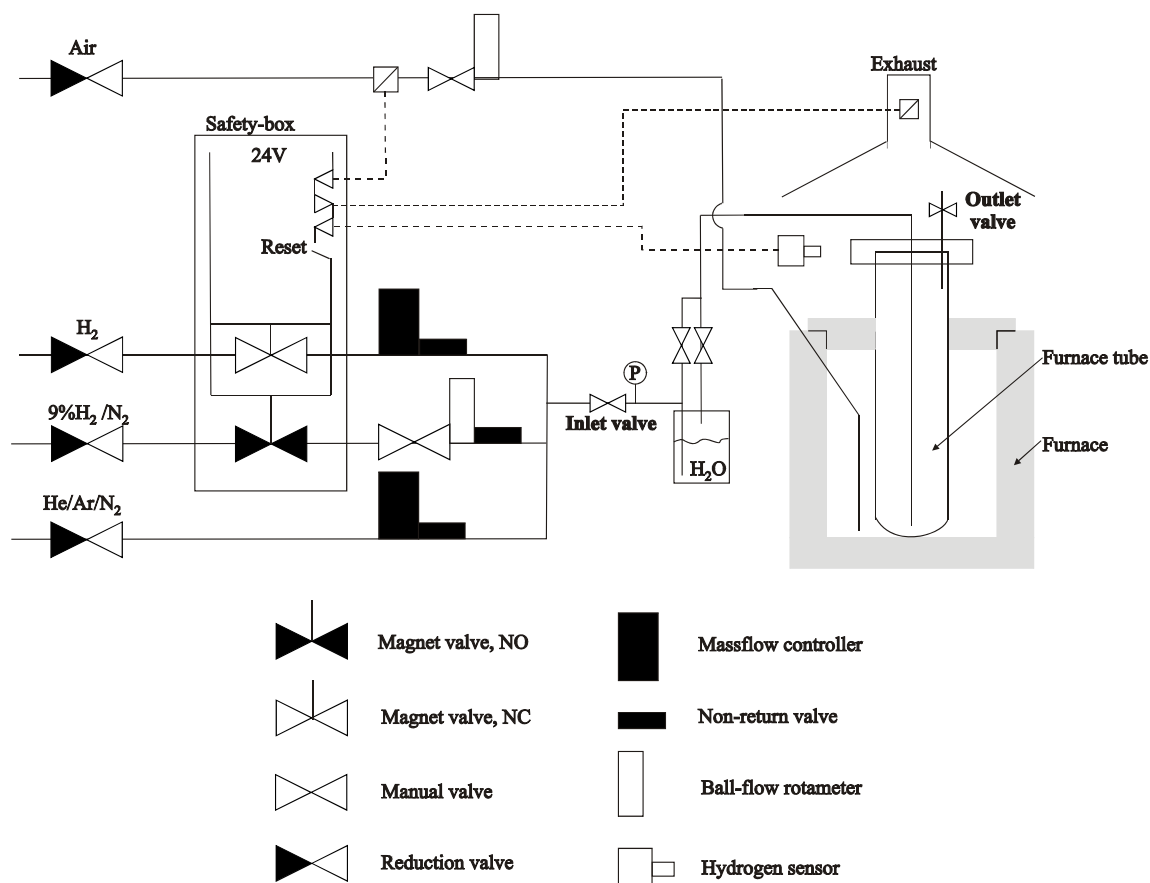 Air
Exhaust
Safety-box
24V
Outlet
valve
Reset
H₂
Furnace tube
P
9%H₂ /N₂
Inlet valve
Furnace
H₂O
He/Ar/N₂
Magnet valve, NO
Massflow controller
Magnet valve, NC
Non-return valve
Manual valve
Ball-flow rotameter
Reduction valve
Hydrogen sensor